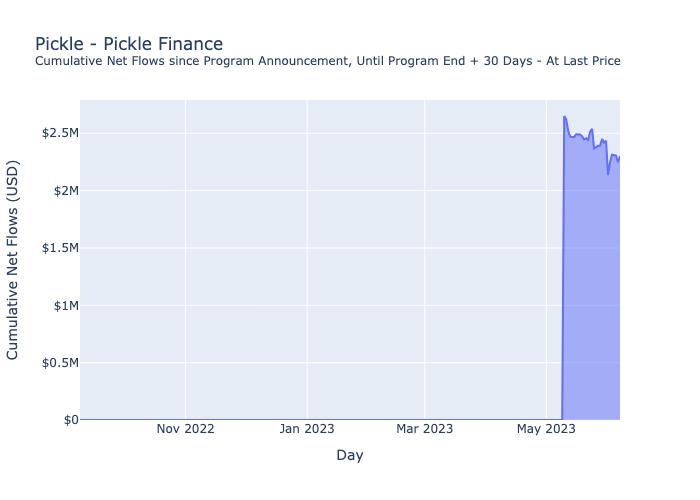 Pickle - Pickle Finance
Cumulative Net Flows since Program Announcement, Until Program End + 30 Days - At Last Price
Cumulative Net Flows (USD)
$2.5M
$2M
$1.5M
$1M
$0.5M
$0
Nov 2022
Jan 2023
Mar 2023
May 2023
Day